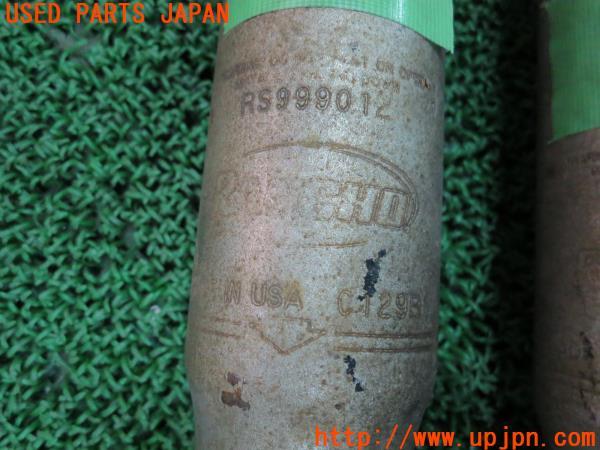 USED PARTS JAPAN
RS999012
RANCHO
IN USA C129B
http://www.upjpn.com